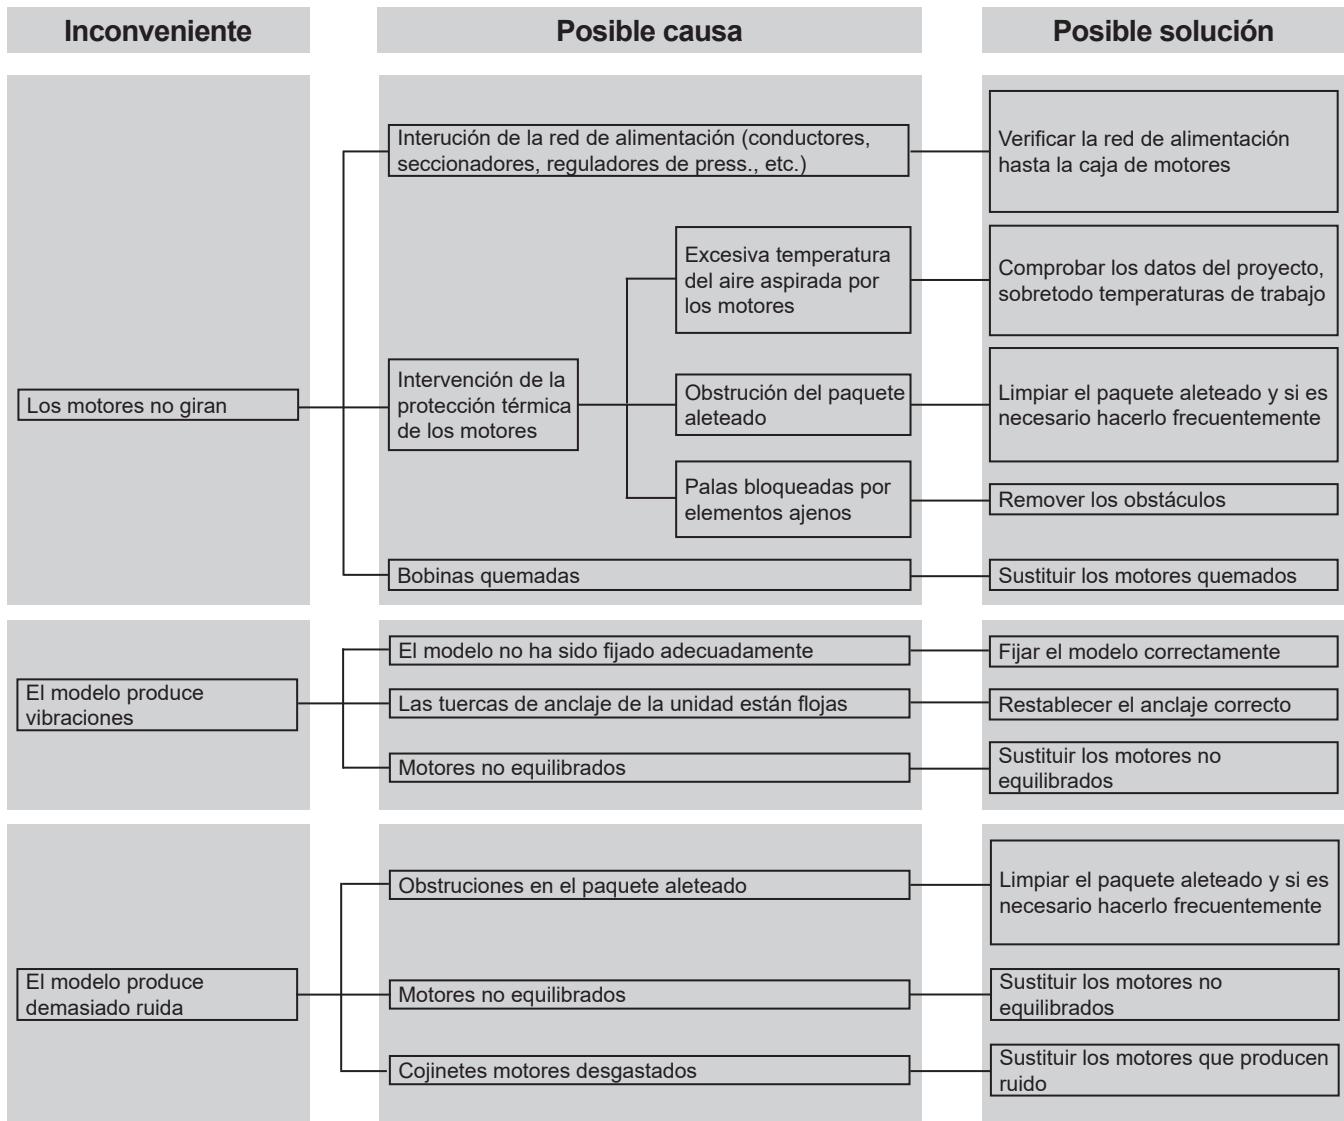 Inconveniente
Posible causa
Posible solución
Los motores no giran
Interución de la red de alimentación (conductores,
seccionadores, reguladores de press., etc.)
Verificar la red de alimentación
hasta la caja de motores
Intervención de la
protección térmica
de los motores
Excesiva temperatura
del aire aspirada por
los motores
Comprobar los datos del proyecto,
sobretodo temperaturas de trabajo
Obstrución del paquete
aleteado
Limpiar el paquete aleteado y si es
necesario hacerlo frecuentemente
Palas bloqueadas por
elementos ajenos
Remover los obstáculos
Bobinas quemadas
Sustituir los motores quemados
El modelo produce
vibraciones
El modelo no ha sido fijado adecuadamente
Fijar el modelo correctamente
Las tuercas de anclaje de la unidad están flojas
Restablecer el anclaje correcto
Motores no equilibrados
Sustituir los motores no
equilibrados
El modelo produce
demasiado ruida
Obstruciones en el paquete aleteado
Limpiar el paquete aleteado y si es
necesario hacerlo frecuentemente
Motores no equilibrados
Sustituir los motores no
equilibrados
Cojinetes motores desgastados
Sustituir los motores que producen
ruido